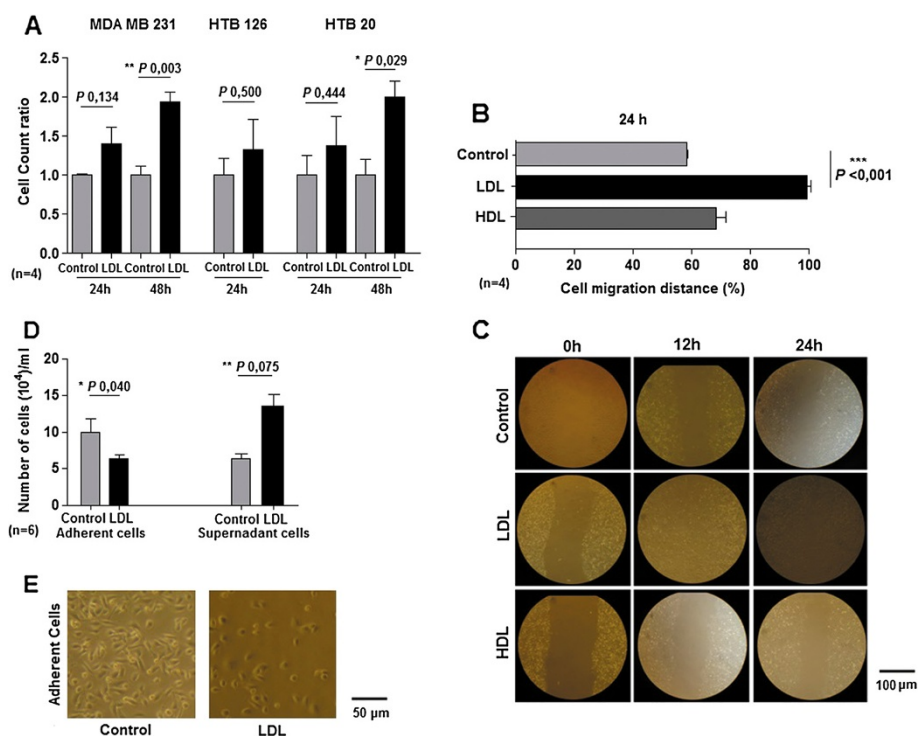 A
MDA MB 231 HTB 126 HTB 20
Cell Count ratio
2.5
2.0
1.5
1.0
0.5
0.0
P 0,134
** P 0,003
P 0,500
P 0,444
* P 0,029
Control LDL Control LDL Control LDL Control LDL Control LDL
(n=4)
24h 48h 24h 24h 48h
B
24 h
Control
LDL
HDL
***
P <0,001
0 20 40 60 80 100
(n=4)
Cell migration distance (%)
C
0h 12h 24h
Control
LDL
HDL
100 µm
D
Number of cells (10⁴)/ml
20
15
10
5
0
* P 0,040
** P 0,075
Control LDL Control LDL
(n=6)
Adherent cells Supernadant cells
E
Adherent Cells
Control LDL
50 µm